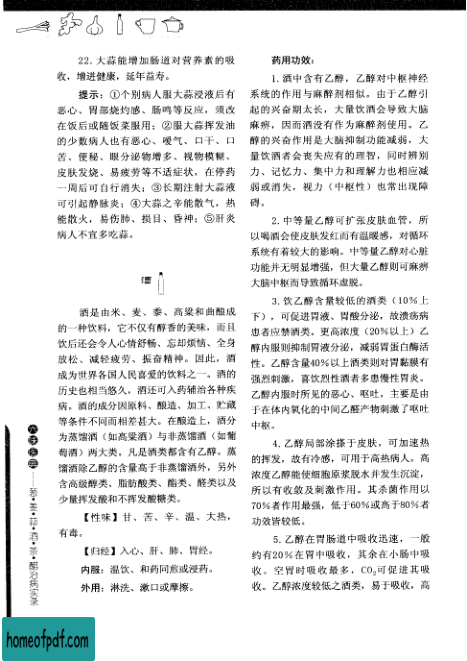 22. 大蒜能增加肠道对营养素的吸
收，增进健康，延年益寿。
提示：①个别病人服大蒜浸液后有
恶心、胃部烧灼感、肠鸣等反应，须改
在饭后或随饭菜服用；②服大蒜挥发油
的少数病人也有恶心、嗳气、口干、口
苦、便秘、眼分泌物增多、视物模糊、
皮肤发烧、易疲劳等不适症状，在停药
一周后可自行消失；③长期注射大蒜液
可引起静脉炎；④大蒜之辛能散气，热
能散火，易伤肺、损目、昏神；⑤肝炎
病人不宜多吃蒜。
酒
酒是由米、麦、黍、高粱和曲酿成
的一种饮料，它不仅有醇香的美味，而且
饮后还会令人心情舒畅、忘却烦恼、全身
放松、减轻疲劳、振奋精神。因此，酒
成为世界各国人民喜爱的饮料之一。酒的
历史也相当悠久，酒还可入药辅治各种疾
病。酒的成分因原料、酿造、加工、贮藏
等条件不同而相差甚大。在酿造上，酒分
为蒸馏酒（如高粱酒）与非蒸馏酒（如葡
萄酒）两大类。凡是酒类都含有乙醇。蒸
馏酒除乙醇的含量高于非蒸馏酒外，另外
含高级醇类、脂肪酸类、酯类、醛类以及
少量挥发酸和不挥发酸糖类。
【性味】甘、苦、辛、温、大热，
有毒。
【归经】入心、肝、肺、胃经。
内服：温饮、和药同煎或浸药。
外用：淋洗、漱口或摩擦。
药用功效：
1. 酒中含有乙醇，乙醇对中枢神经
系统的作用与麻醉剂相似。由于乙醇引
起的兴奋期太长，大量饮酒会导致大脑
麻痹，因而酒没有作为麻醉剂使用。乙
醇的兴奋作用是大脑抑制功能减弱，大
量饮酒者会丧失应有的理智，同时辨别
力、记忆力、集中力和理解力也相应减
弱或消失，视力（中枢性）也常出现障
碍。
2. 中等量乙醇可扩张皮肤血管，所
以喝酒会使皮肤发红而有温暖感，对循环
系统有着较大的影响。中等量乙醇对心脏
功能并无明显增强，但大量乙醇则可麻痹
大脑中枢而导致循环虚脱。
3. 饮乙醇含量较低的酒类（10%上
下），可促进胃液、胃酸分泌，故溃疡病
患者应禁酒类。更高浓度（20%以上）乙
醇内服则抑制胃液分泌，减弱胃蛋白酶活
性。乙醇含量40%以上酒类则对胃黏膜有
强烈刺激，喜饮烈性酒者多患慢性胃炎。
乙醇内服时所见的恶心、呕吐，主要是由
于在体内氧化的中间乙醛产物刺激了呕吐
中枢。
4. 乙醇局部涂搽于皮肤，可加速热
的挥发，故有冷感，可用于高热病人。高
浓度乙醇能使细胞原浆脱水并发生沉淀，
所以有收敛及刺激作用。其杀菌作用以
70%者作用最强，低于60%或高于80%者
功效皆较低。
5. 乙醇在胃肠道中吸收迅速，一般
约有20%在胃中吸收，其余在小肠中吸
收。空胃时吸收最多，CO₂可促进其吸
收。乙醇浓度较低之酒类，易于吸收，高
葱·姜·蒜·酒·茶·醋治病实录
homeofpdf.com